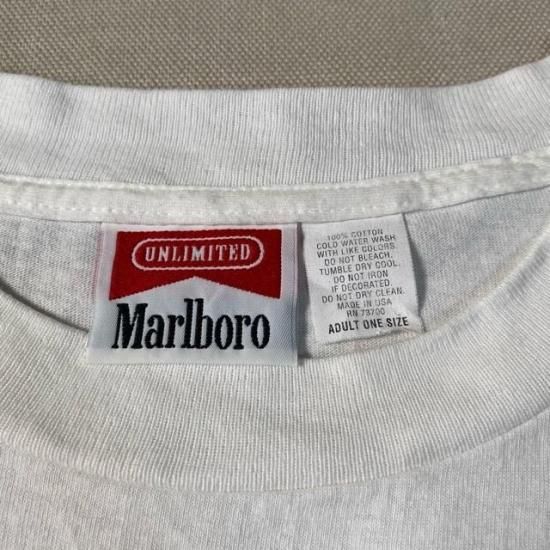 UNLIMITED
Marlboro
100% COTTON
COLD WATER WASH
WITH LIKE COLORS.
DO NOT BLEACH.
TUMBLE DRY COOL.
DO NOT IRON
IF DECORATED.
DO NOT DRY CLEAN.
MADE IN USA
RN 73700
ADULT ONE SIZE